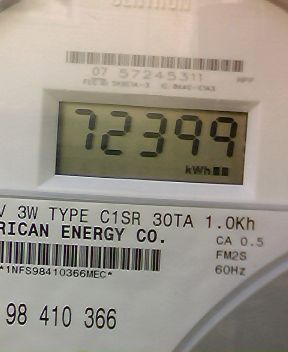 CENTRON
07 57245311
72399
kWh
V 3W TYPE C1SR 30TA 1.0Kh
RICAN ENERGY CO.
CA 0.5
FM2S
60Hz
*1NFS98410366MEC*
98 410 366